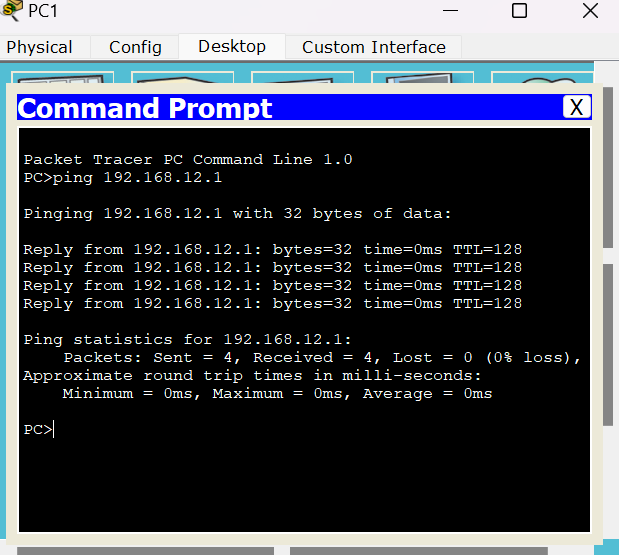 PC1
Physical Config Desktop Custom Interface
Command Prompt X
Packet Tracer PC Command Line 1.0
PC>ping 192.168.12.1
Pinging 192.168.12.1 with 32 bytes of data:
Reply from 192.168.12.1: bytes=32 time=0ms TTL=128
Reply from 192.168.12.1: bytes=32 time=0ms TTL=128
Reply from 192.168.12.1: bytes=32 time=0ms TTL=128
Reply from 192.168.12.1: bytes=32 time=0ms TTL=128
Ping statistics for 192.168.12.1:
Packets: Sent = 4, Received = 4, Lost = 0 (0% loss),
Approximate round trip times in milli-seconds:
Minimum = 0ms, Maximum = 0ms, Average = 0ms
PC>